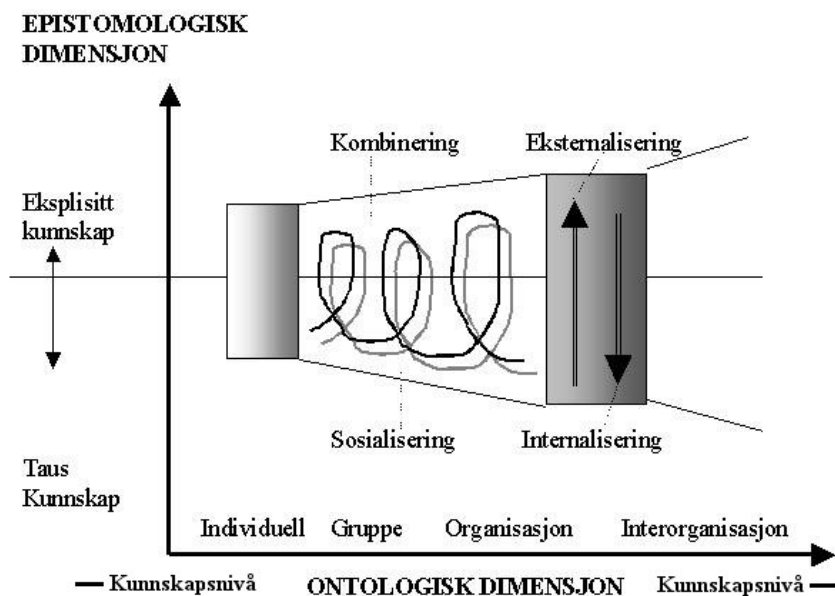 EPISTOMOLOGISK
DIMENSJON
Kombinering
Eksternalisering
Eksplisitt
kunnskap
Sosialisering
Internalisering
Taus
Kunnskap
Individuell
Gruppe
Organisasjon
Interorganisasjon
Kunnskapsnivå
ONTOLOGISK DIMENSJON
Kunnskapsnivå